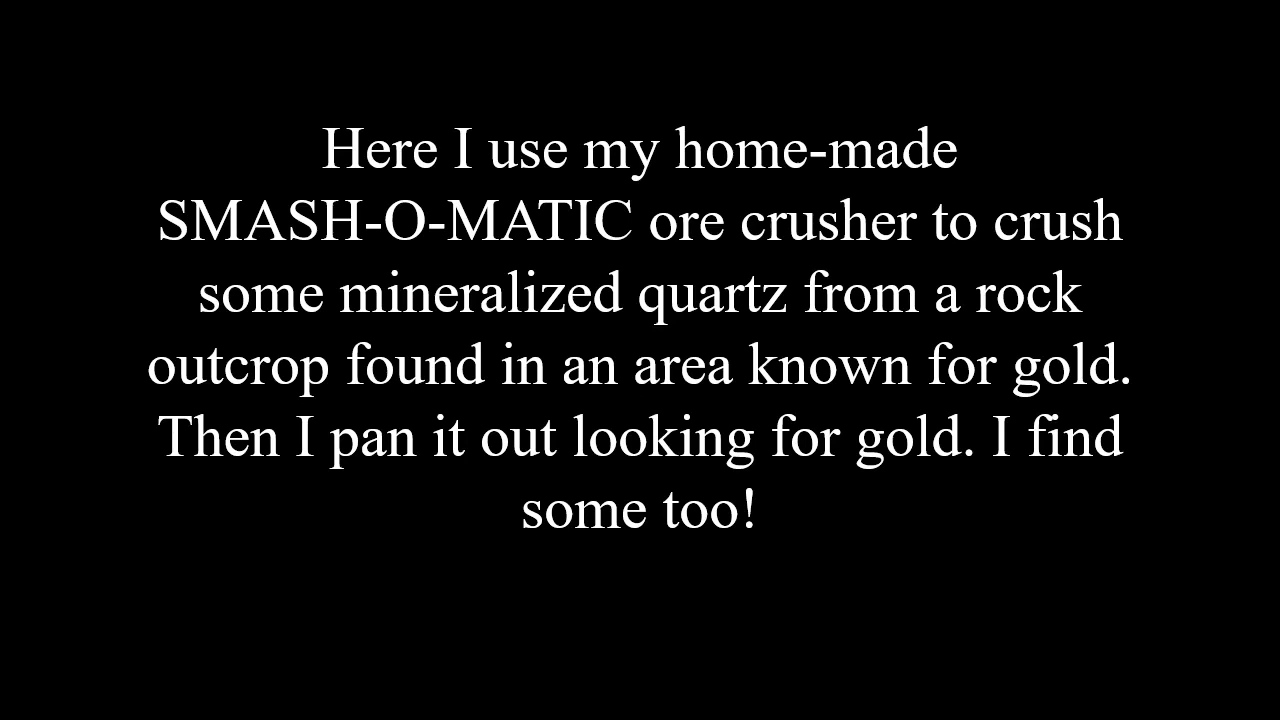 Here I use my home-made
SMASH-O-MATIC ore crusher to crush
some mineralized quartz from a rock
outcrop found in an area known for gold.
Then I pan it out looking for gold. I find
some too!